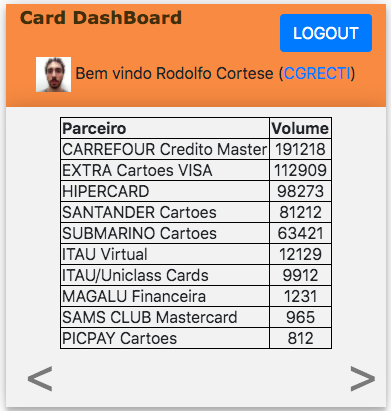 Card DashBoard
LOGOUT
Bem vindo Rodolfo Cortese (CGRECTI)
Parceiro Volume
CARREFOUR Credito Master 191218
EXTRA Cartoes VISA 112909
HIPERCARD 98273
SANTANDER Cartoes 81212
SUBMARINO Cartoes 63421
ITAU Virtual 12129
ITAU/Uniclass Cards 9912
MAGALU Financeira 1231
SAMS CLUB Mastercard 965
PICPAY Cartoes 812
< >